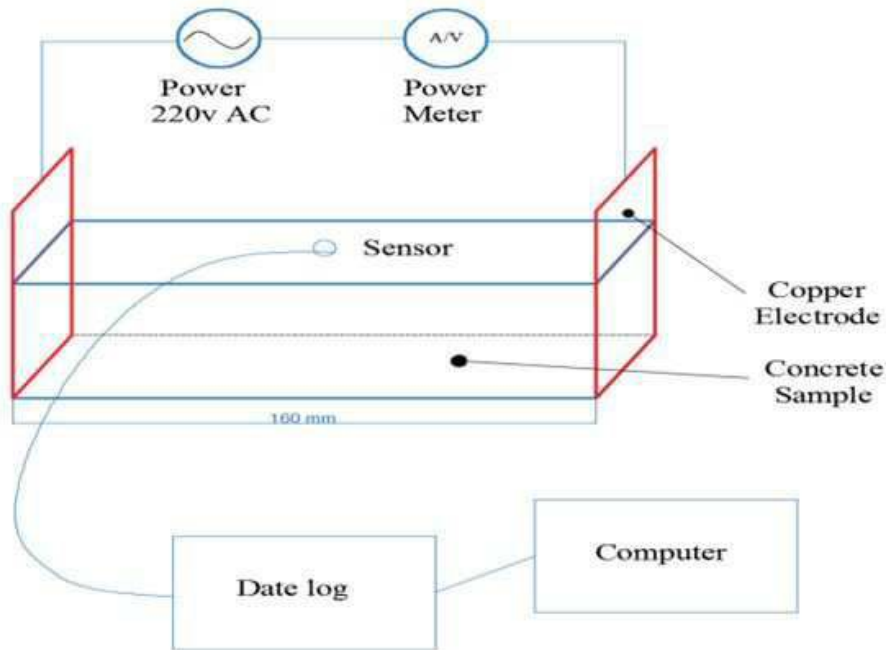 A/V
Power
220v AC
Power
Meter
Sensor
Copper
Electrode
Concrete
Sample
160 mm
Computer
Date log